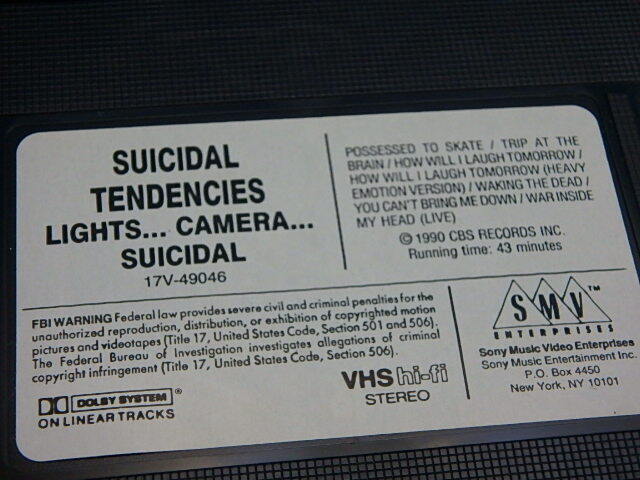 SUICIDAL
TENDENCIES
LIGHTS... CAMERA...
SUICIDAL
17V-49046
POSSESSED TO SKATE / TRIP AT THE
BRAIN / HOW WILL I LAUGH TOMORROW /
HOW WILL I LAUGH TOMORROW (HEAVY
EMOTION VERSION) / WAKING THE DEAD /
YOU CAN'T BRING ME DOWN / WAR INSIDE
MY HEAD (LIVE)
© 1990 CBS RECORDS INC.
Running time: 43 minutes
FBI WARNING Federal law provides severe civil and criminal penalties for the
unauthorized reproduction, distribution, or exhibition of copyrighted motion
pictures and videotapes (Title 17, United States Code, Section 501 and 506).
The Federal Bureau of Investigation investigates allegations of criminal
copyright infringement (Title 17, United States Code, Section 506).
DOLBY SYSTEM ®
ON LINEAR TRACKS
VHS hi-fi
STEREO
SMV™
ENTERPRISES
Sony Music Video Enterprises
Sony Music Entertainment Inc.
P.O. Box 4450
New York, NY 10101